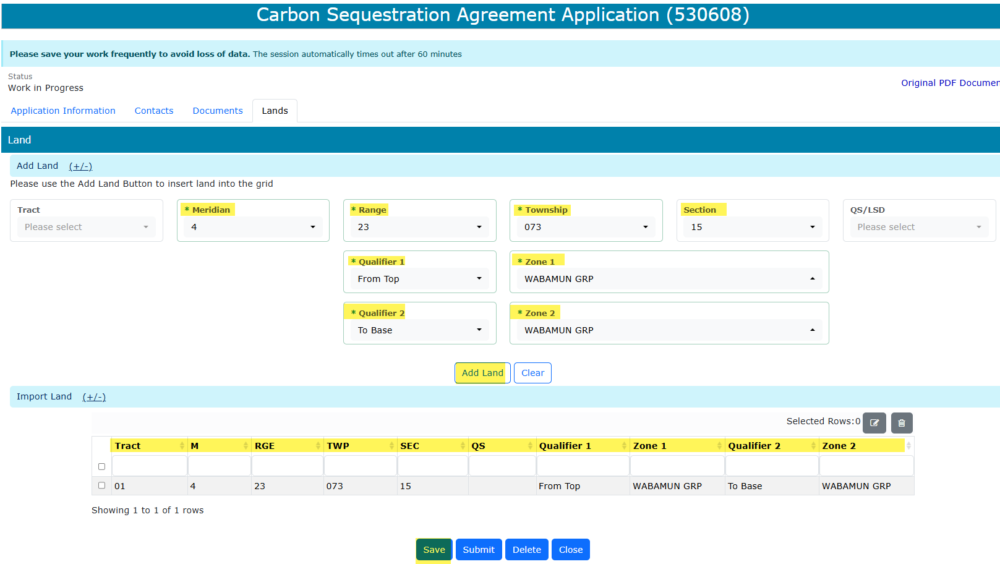 Carbon Sequestration Agreement Application (530608)
Please save your work frequently to avoid loss of data. The session automatically times out after 60 minutes
Status
Work in Progress
Original PDF Documen
Application Information Contacts Documents Lands
Land
Add Land (+/-)
Please use the Add Land Button to insert land into the grid
Tract * Meridian * Range * Township Section QS/LSD
Please select 4 23 073 15 Please select
* Qualifier 1 * Zone 1
From Top WABAMUN GRP
* Qualifier 2 * Zone 2
To Base WABAMUN GRP
Add Land Clear
Import Land (+/-)
Selected Rows:0
Tract M RGE TWP SEC QS Qualifier 1 Zone 1 Qualifier 2 Zone 2
01 4 23 073 15 From Top WABAMUN GRP To Base WABAMUN GRP
Showing 1 to 1 of 1 rows
Save Submit Delete Close